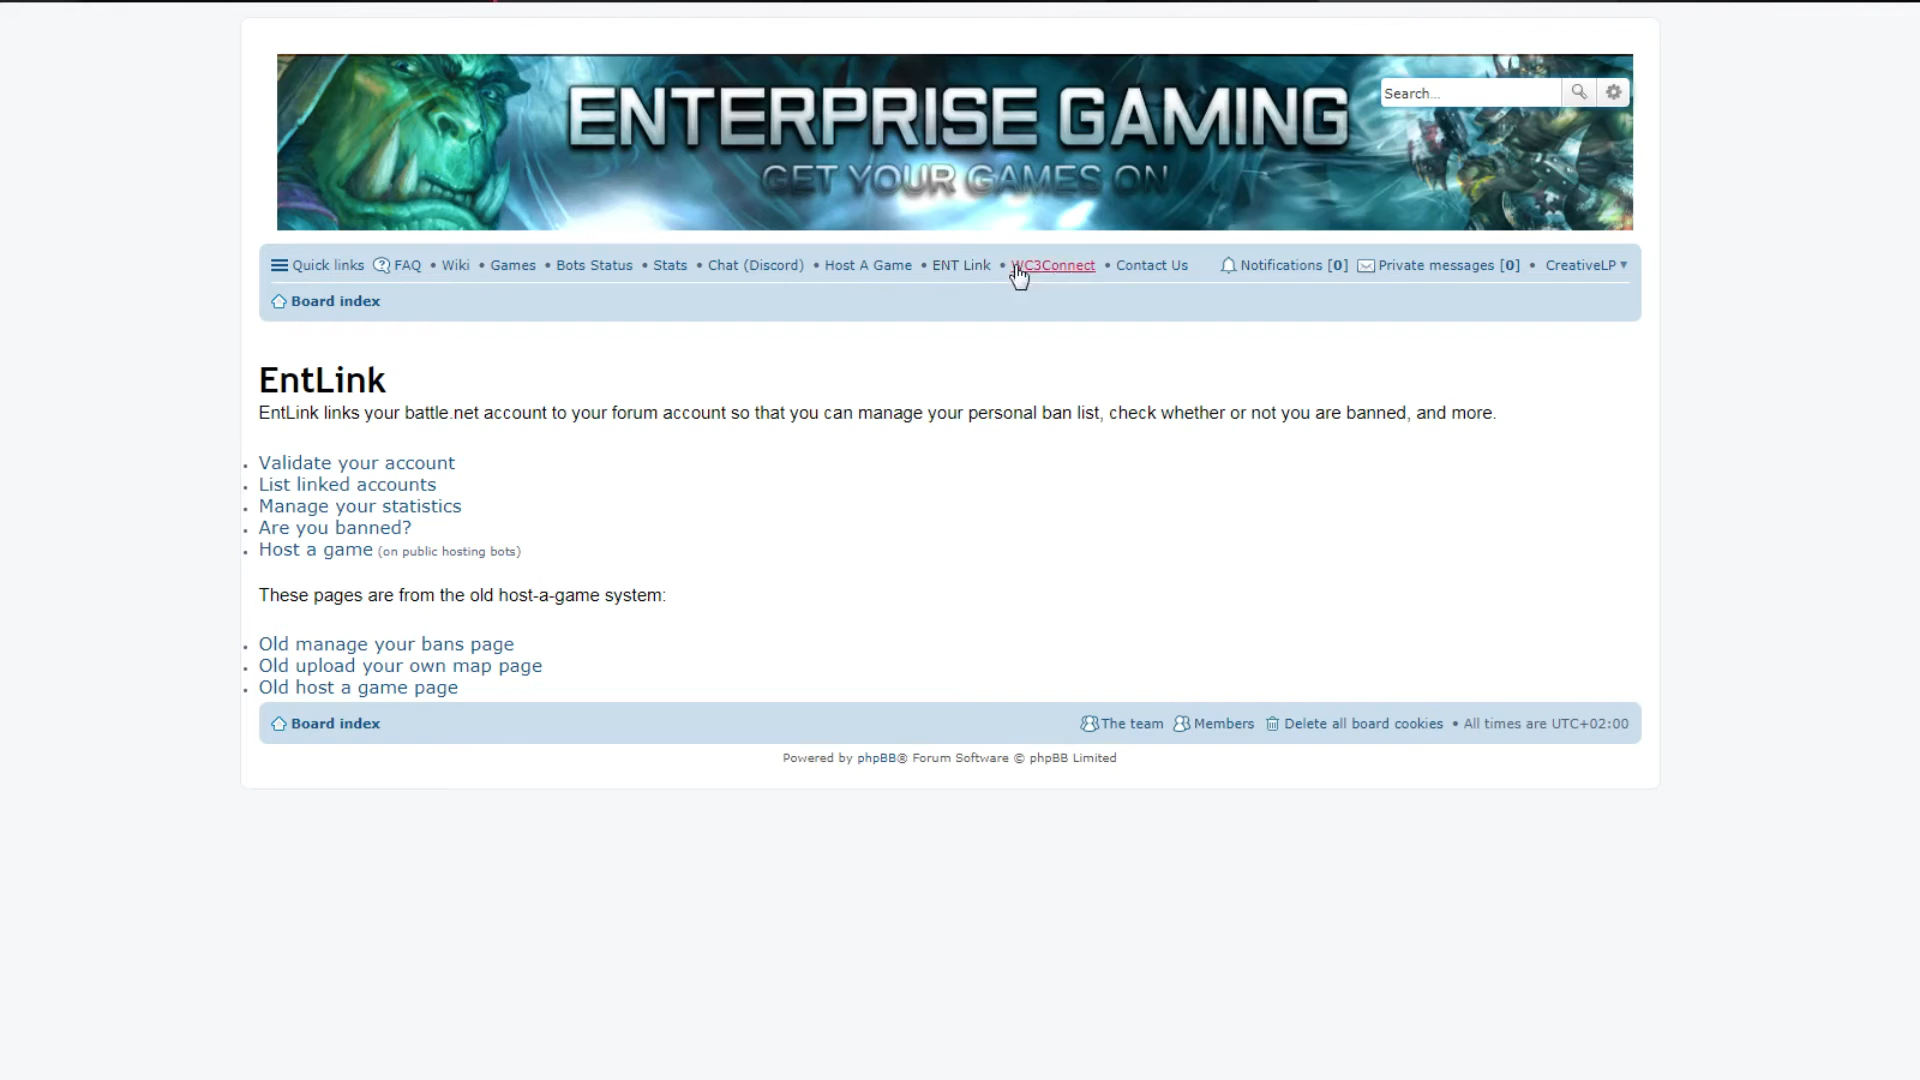 ENTERPRISE GAMING
GET YOUR GAMES ON
Search...
Quick links FAQ • Wiki • Games • Bots Status • Stats • Chat (Discord) • Host A Game • ENT Link • WC3Connect • Contact Us Notifications [0] Private messages [0] • CreativeLP
Board index
EntLink
EntLink links your battle.net account to your forum account so that you can manage your personal ban list, check whether or not you are banned, and more.
• Validate your account
• List linked accounts
• Manage your statistics
• Are you banned?
• Host a game (on public hosting bots)
These pages are from the old host-a-game system:
• Old manage your bans page
• Old upload your own map page
• Old host a game page
Board index The team Members Delete all board cookies • All times are UTC+02:00
Powered by phpBB® Forum Software © phpBB Limited